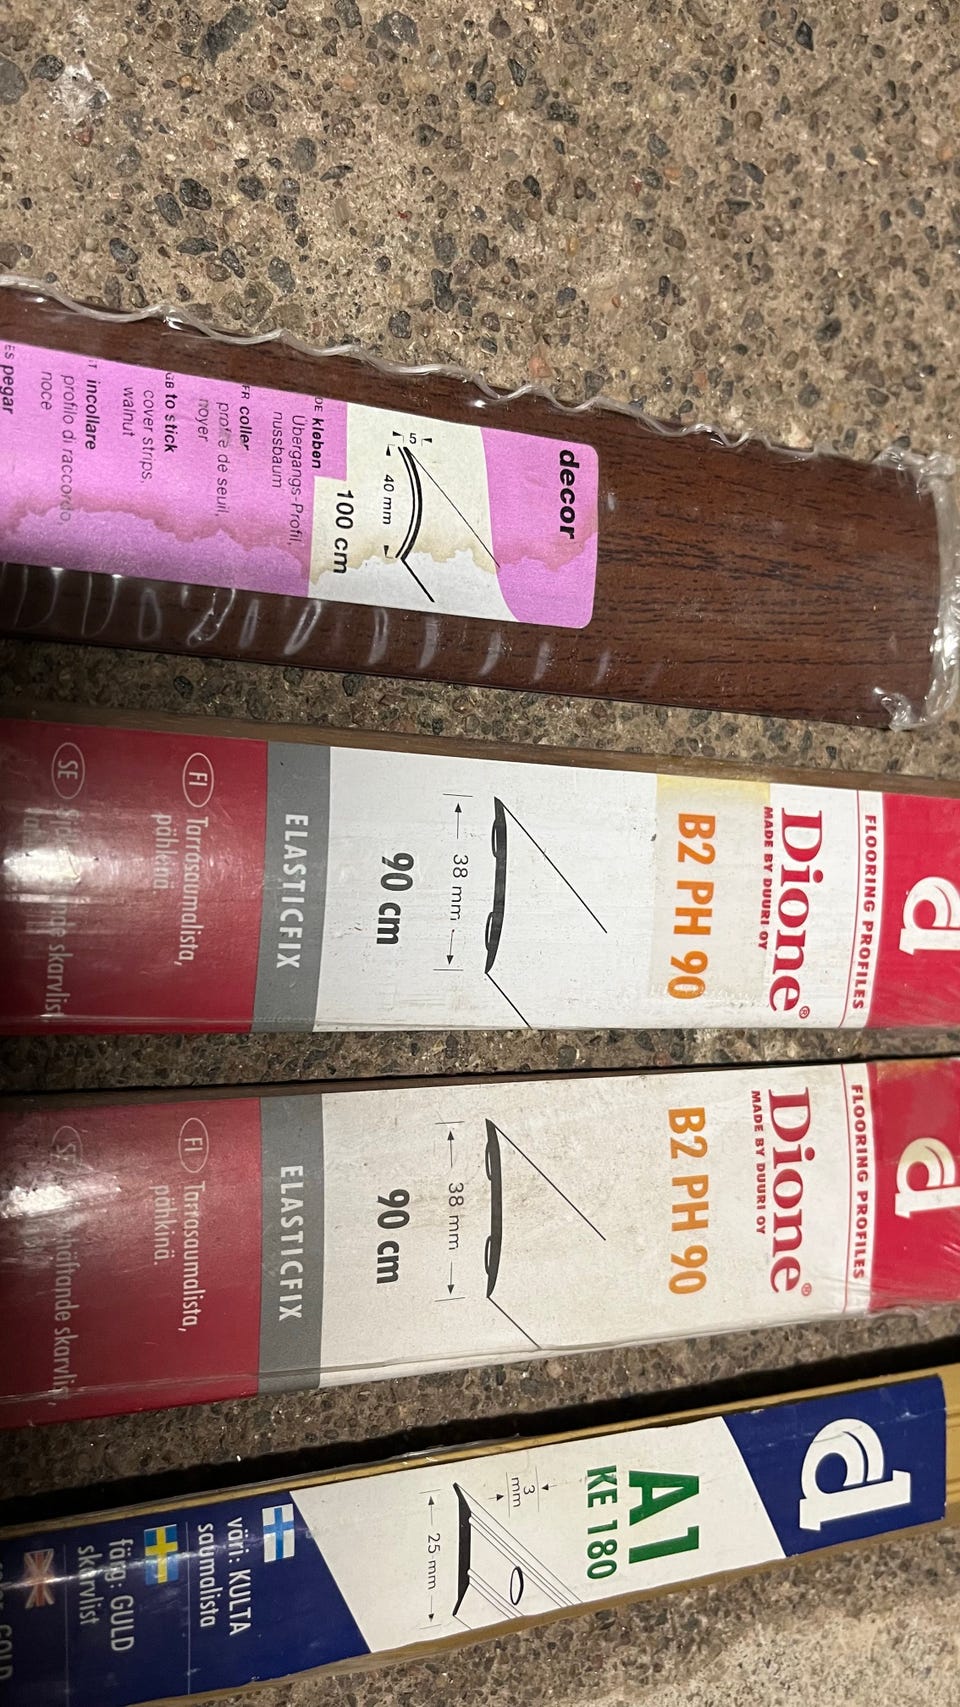 decor
5
40 mm
100 cm
DE kleben
Übergangs-Profil,
nussbaum
FR coller
profile de seuil,
noyer
GB to stick
cover strips,
walnut
IT incollare
profilo di raccordo,
noce
ES pegar
d
FLOORING PROFILES
Dione®
MADE BY DUURI OY
B2 PH 90
38 mm
90 cm
ELASTICFIX
FI Tarrasaumalista,
pähkinä
SE
skarvlist
d
FLOORING PROFILES
Dione®
MADE BY DUURI OY
B2 PH 90
38 mm
90 cm
ELASTICFIX
FI Tarrasaumalista,
pähkinä.
skarvlist,
d
A1
KE 180
3
mm
25 mm
väri: KULTA
saumalista
färg: GULD
skarvlist
GOLD